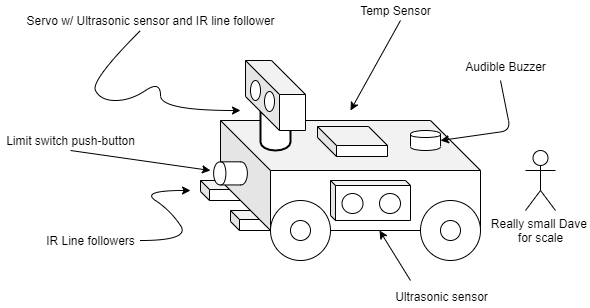 Servo w/ Ultrasonic sensor and IR line follower
Temp Sensor
Audible Buzzer
Limit switch push-button
IR Line followers
Really small Dave
for scale
Ultrasonic sensor